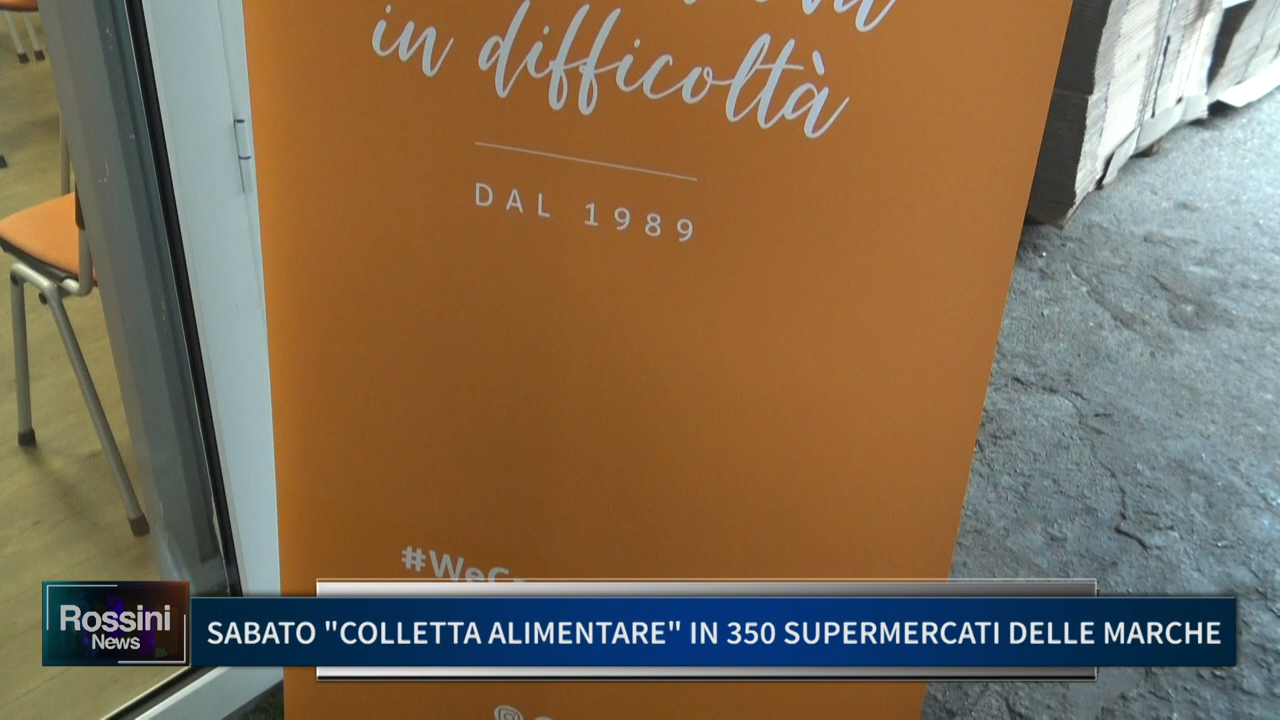 in difficoltà
DAL 1989
Rossini
News
SABATO "COLLETTA ALIMENTARE" IN 350 SUPERMERCATI DELLE MARCHE